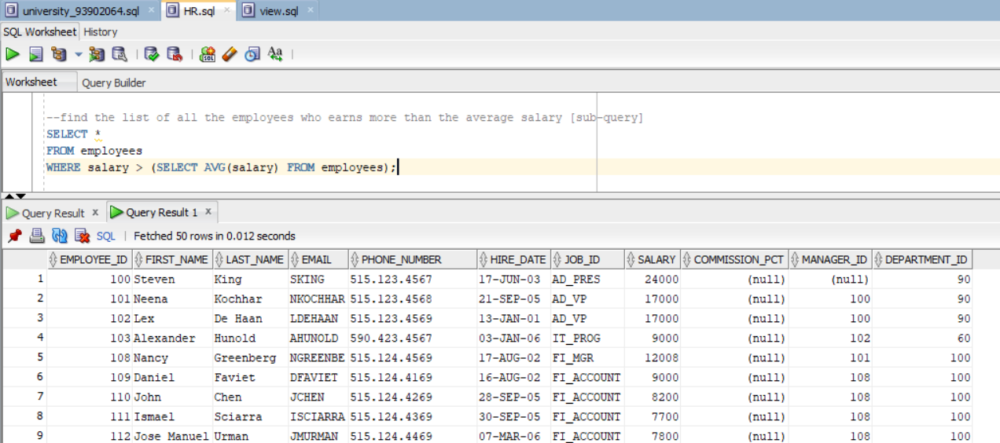 university_93902064.sql × HR.sql × view.sql ×
SQL Worksheet History
Worksheet Query Builder
--find the list of all the employees who earns more than the average salary [sub-query]
SELECT *
FROM employees
WHERE salary > (SELECT AVG(salary) FROM employees);
Query Result × Query Result 1 ×
SQL | Fetched 50 rows in 0.012 seconds
EMPLOYEE_ID FIRST_NAME LAST_NAME EMAIL PHONE_NUMBER HIRE_DATE JOB_ID SALARY COMMISSION_PCT MANAGER_ID DEPARTMENT_ID
1 100 Steven King SKING 515.123.4567 17-JUN-03 AD_PRES 24000 (null) (null) 90
2 101 Neena Kochhar NKOCHHAR 515.123.4568 21-SEP-05 AD_VP 17000 (null) 100 90
3 102 Lex De Haan LDEHAAN 515.123.4569 13-JAN-01 AD_VP 17000 (null) 100 90
4 103 Alexander Hunold AHUNOLD 590.423.4567 03-JAN-06 IT_PROG 9000 (null) 102 60
5 108 Nancy Greenberg NGREENBE 515.124.4569 17-AUG-02 FI_MGR 12008 (null) 101 100
6 109 Daniel Faviet DFAVIET 515.124.4169 16-AUG-02 FI_ACCOUNT 9000 (null) 108 100
7 110 John Chen JCHEN 515.124.4269 28-SEP-05 FI_ACCOUNT 8200 (null) 108 100
8 111 Ismael Sciarra ISCIARRA 515.124.4369 30-SEP-05 FI_ACCOUNT 7700 (null) 108 100
9 112 Jose Manuel Urman JMURMAN 515.124.4469 07-MAR-06 FI_ACCOUNT 7800 (null) 108 100